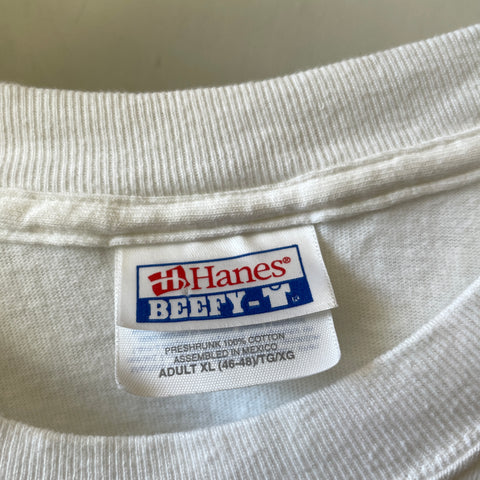 Hanes®
BEEFY-T
PRESHRUNK 100% COTTON
ASSEMBLED IN MEXICO
ADULT XL (46-48)/TG/XG